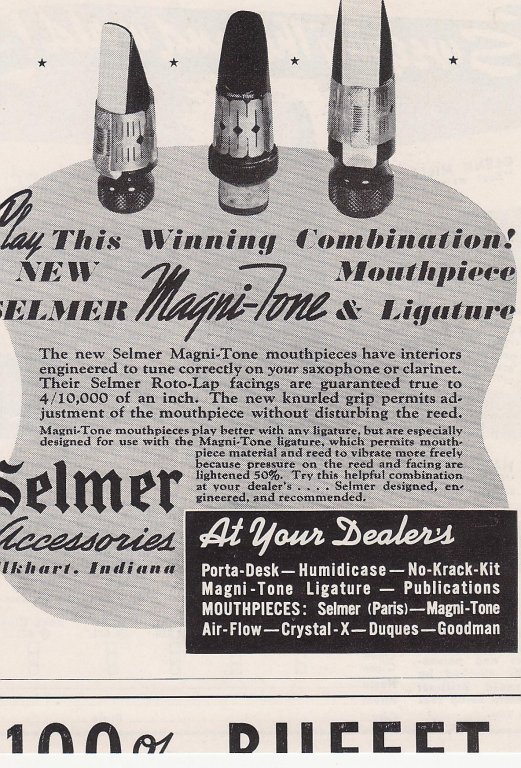 Play This Winning Combination!
NEW Mouthpiece
SELMER Magni-Tone & Ligature
The new Selmer Magni-Tone mouthpieces have interiors
engineered to tune correctly on your saxophone or clarinet.
Their Selmer Roto-Lap facings are guaranteed true to
4/10,000 of an inch. The new knurled grip permits ad-
justment of the mouthpiece without disturbing the reed.
Magni-Tone mouthpieces play better with any ligature, but are especially
designed for use with the Magni-Tone ligature, which permits mouth-
piece material and reed to vibrate more freely
because pressure on the reed and facing are
lightened 50%. Try this helpful combination
at your dealer's . . . . Selmer designed, en-
gineered, and recommended.
Selmer
Accessories
Elkhart, Indiana
At Your Dealer's
Porta-Desk—Humidicase—No-Krack-Kit
Magni-Tone Ligature — Publications
MOUTHPIECES: Selmer (Paris)—Magni-Tone
Air-Flow—Crystal-X—Duques—Goodman
100% BUFFET